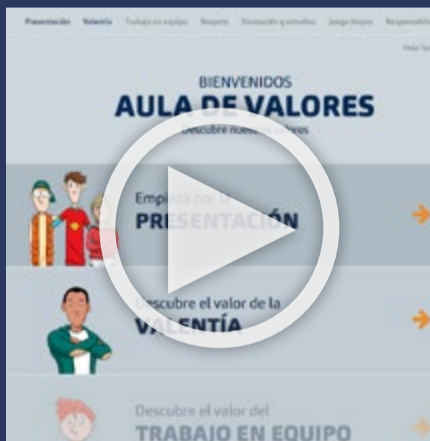 Presentación Valentía Trabajo en equipo Respeto Formación y estudios Juego limpio
BIENVENIDOS
AULA DE VALORES
Descubre nuestros valores
Empieza por la
PRESENTACIÓN
Descubre el valor de la
VALENTÍA
Descubre el valor del
TRABAJO EN EQUIPO